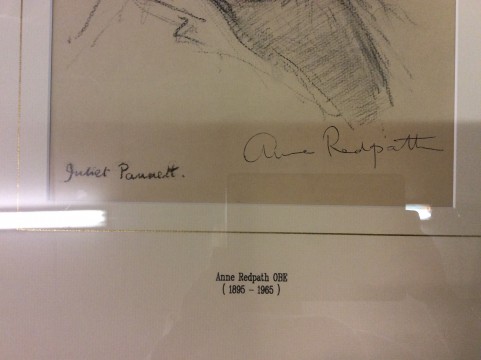 Anne Redpath
Juliet Pannett.
Anne Redpath OBE
( 1895 - 1965 )